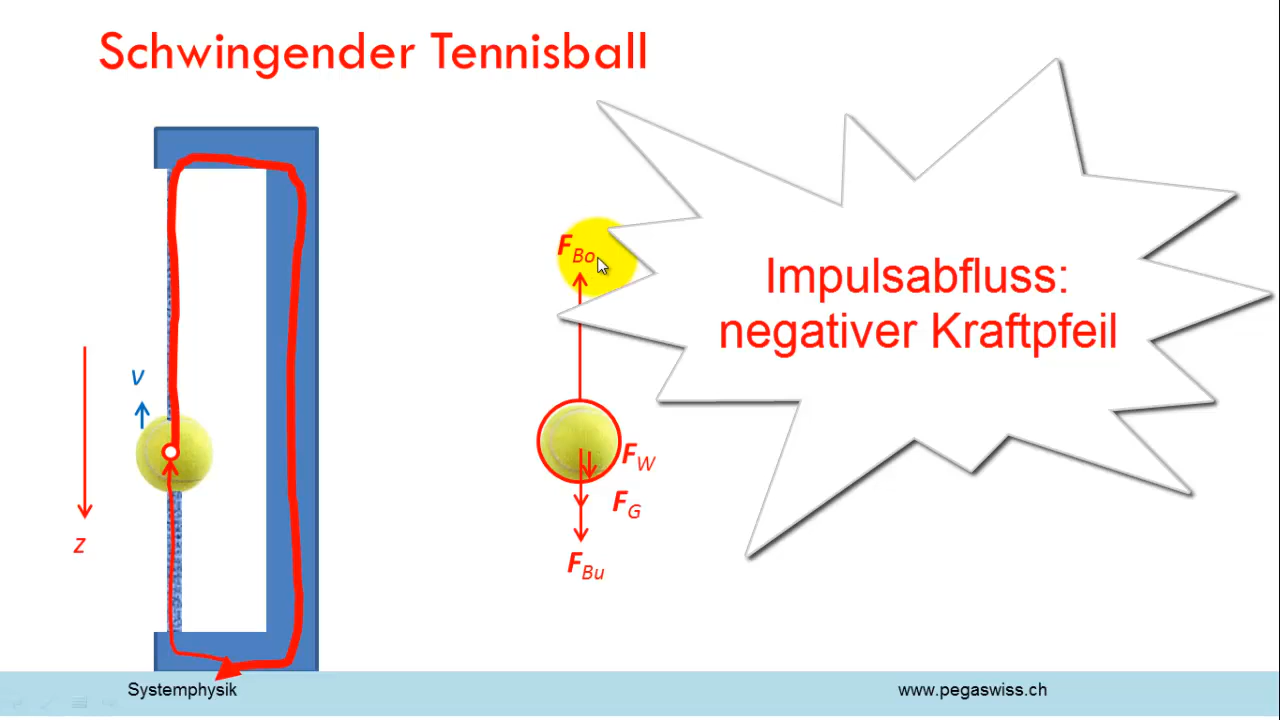 Schwingender Tennisball
F_Bo
Impulsabfluss:
negativer Kraftpfeil
v
F_W
F_G
z
F_Bu
Systemphysik
www.pegaswiss.ch